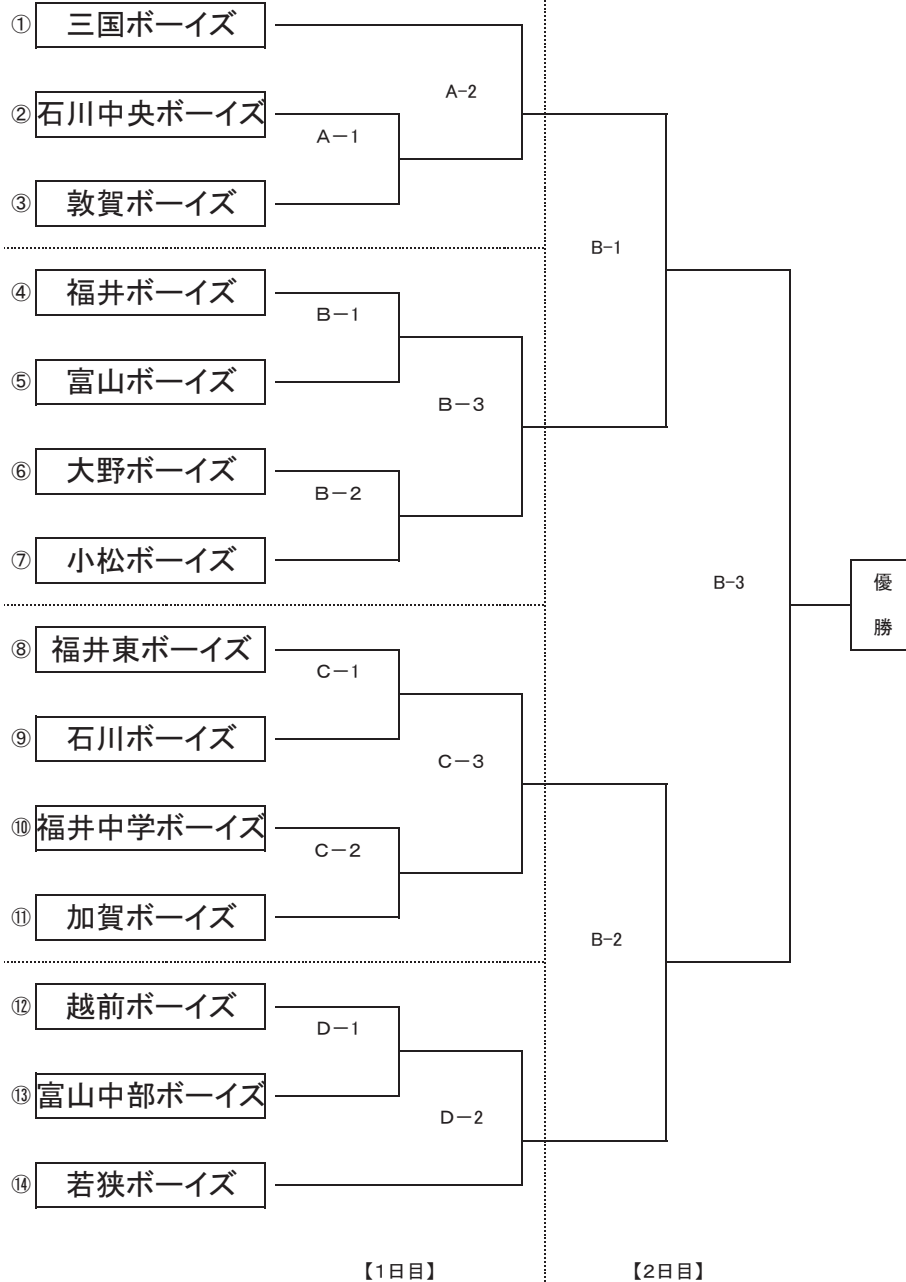 ① 三国ボーイズ
A-2
② 石川中央ボーイズ
A－1
③ 敦賀ボーイズ
B-1
④ 福井ボーイズ
B－1
⑤ 富山ボーイズ
B－3
⑥ 大野ボーイズ
B－2
⑦ 小松ボーイズ
B-3
優
勝
⑧ 福井東ボーイズ
C－1
⑨ 石川ボーイズ
C－3
⑩ 福井中学ボーイズ
C－2
⑪ 加賀ボーイズ
B-2
⑫ 越前ボーイズ
D－1
⑬ 富山中部ボーイズ
D－2
⑭ 若狭ボーイズ
【1日目】 【2日目】